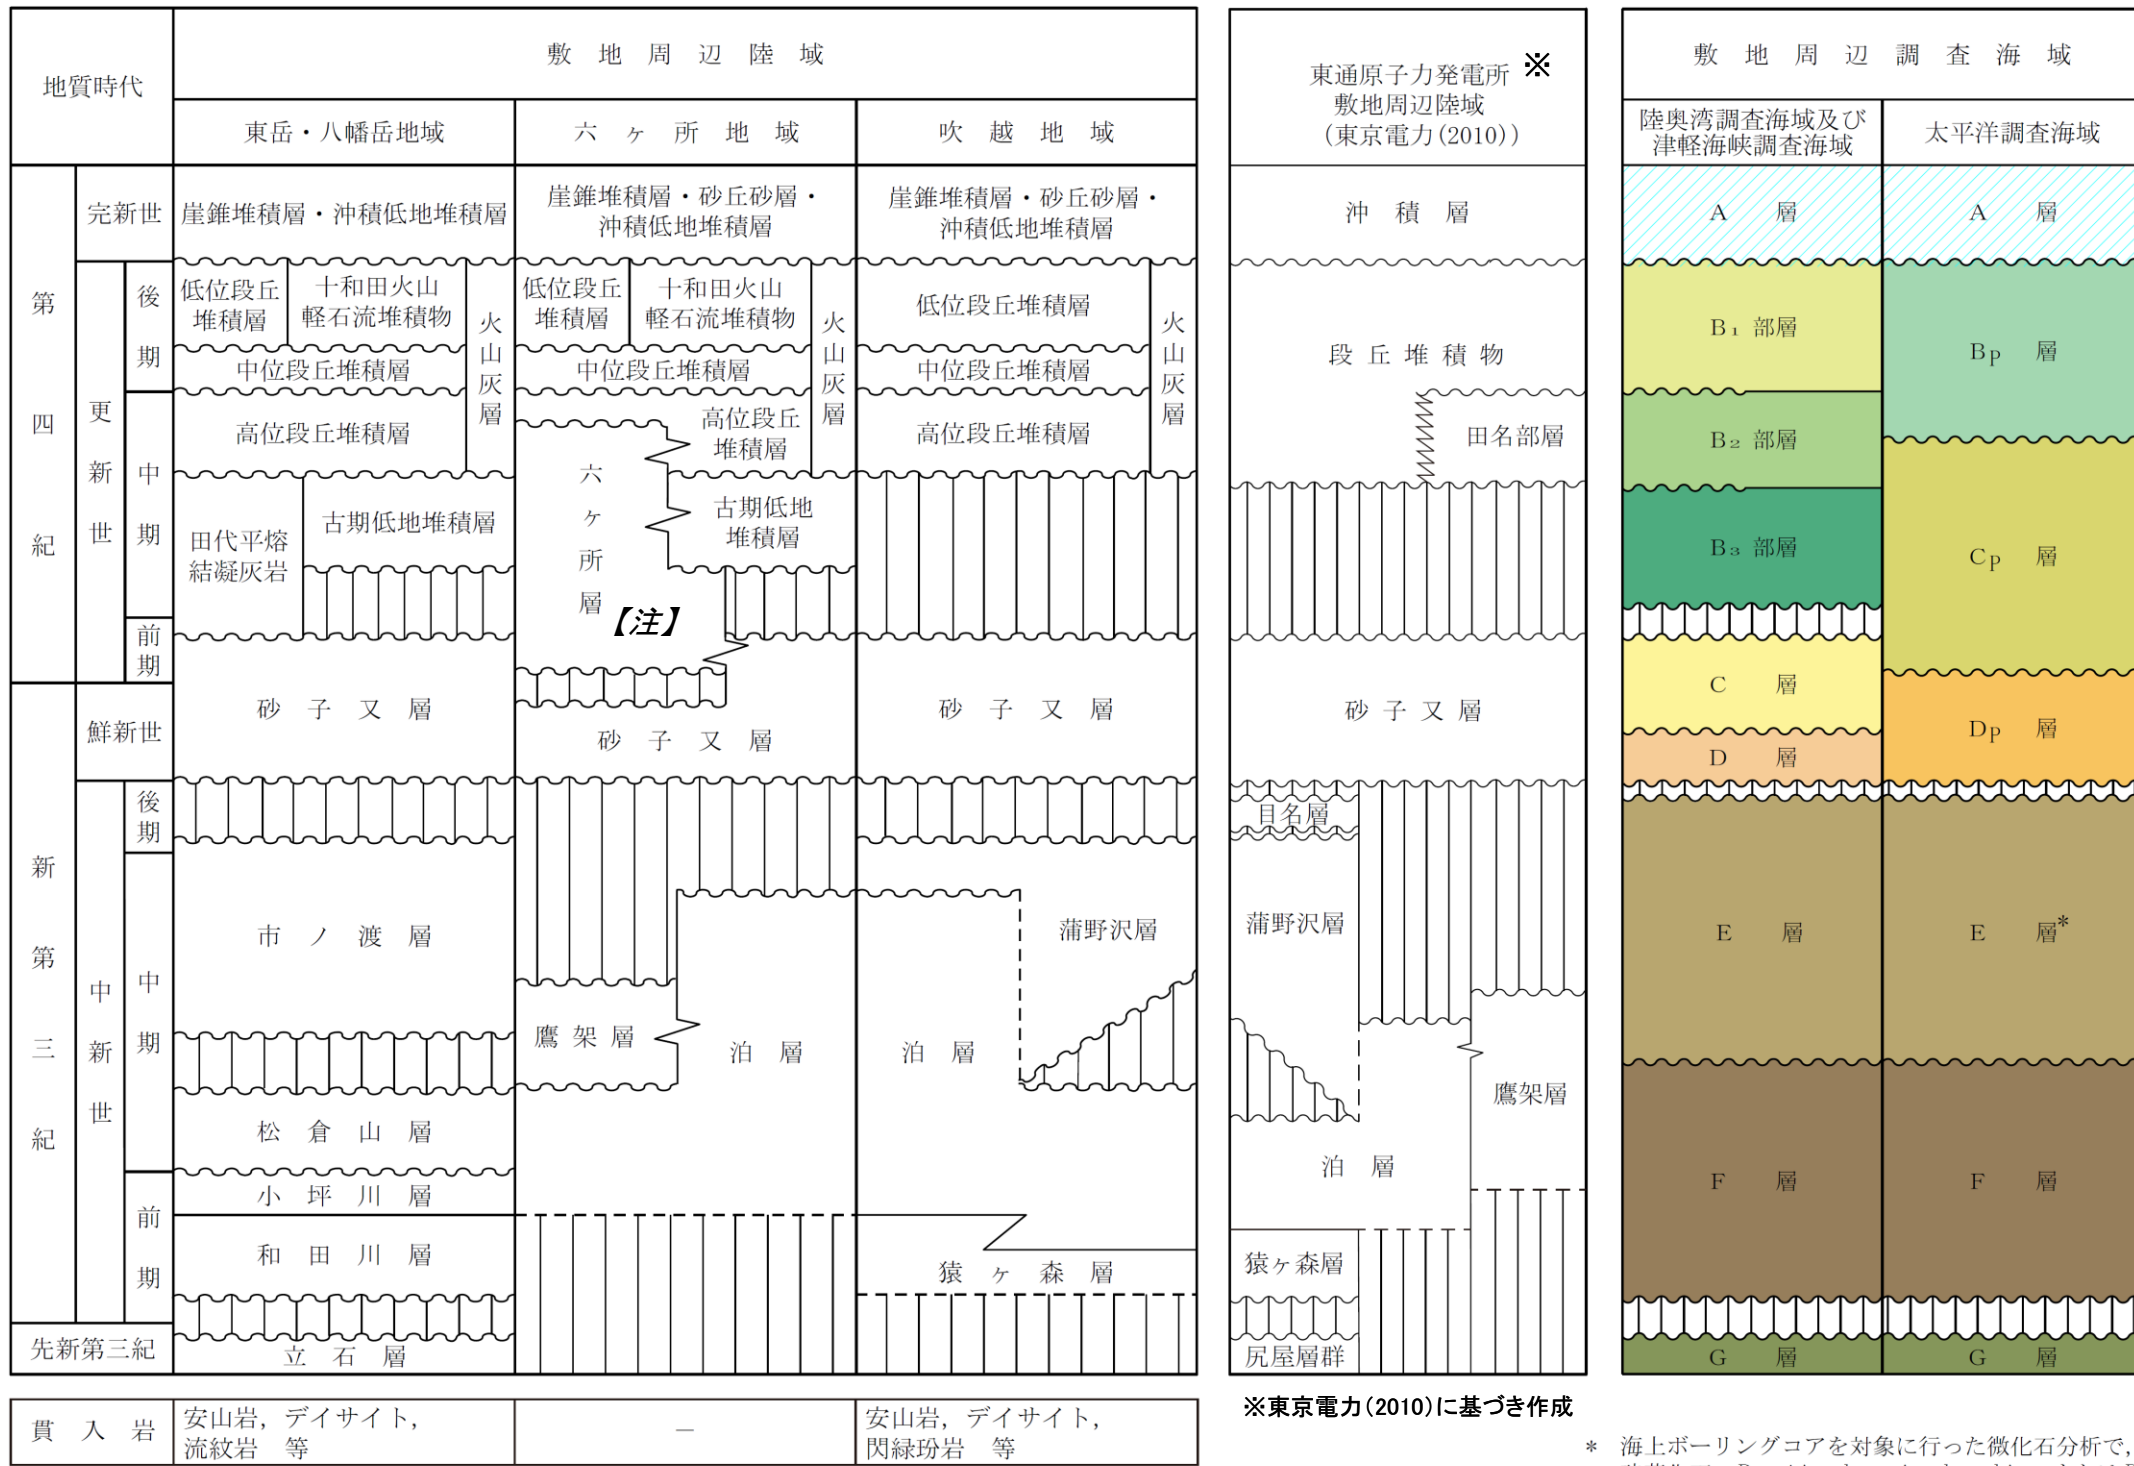 地質時代
敷地周辺陸域
東岳・八幡岳地域
六ヶ所地域
吹越地域
第四紀
完新世
更新世
後期
中期
前期
新第三紀
鮮新世
中新世
後期
中期
前期
先新第三紀
崖錐堆積層・沖積低地堆積層
低位段丘
堆積層
十和田火山
軽石流堆積物
火山灰層
中位段丘堆積層
高位段丘堆積層
田代平熔
結凝灰岩
古期低地堆積層
砂子又層
市ノ渡層
松倉山層
小坪川層
和田川層
立石層
崖錐堆積層・砂丘砂層・
沖積低地堆積層
低位段丘
堆積層
十和田火山
軽石流堆積物
火山灰層
中位段丘堆積層
高位段丘
堆積層
六ヶ所層
【注】
古期低地
堆積層
砂子又層
鷹架層
泊層
崖錐堆積層・砂丘砂層・
沖積低地堆積層
低位段丘堆積層
火山灰層
中位段丘堆積層
高位段丘堆積層
砂子又層
蒲野沢層
泊層
猿ヶ森層
貫入岩
安山岩，デイサイト，
流紋岩 等
－
安山岩，デイサイト，
閃緑玢岩 等
東通原子力発電所 ※
敷地周辺陸域
（東京電力(2010)）
沖積層
段丘堆積物
田名部層
砂子又層
目名層
蒲野沢層
鷹架層
泊層
猿ヶ森層
尻屋層群
※東京電力(2010)に基づき作成
敷地周辺調査海域
陸奥湾調査海域及び
津軽海峡調査海域
太平洋調査海域
A 層
B₁ 部層
B₂ 部層
B₃ 部層
C 層
D 層
E 層
F 層
G 層
A 層
Bp 層
Cp 層
Dp 層
E 層*
F 層
G 層
* 海上ボーリングコアを対象に行った微化石分析で，